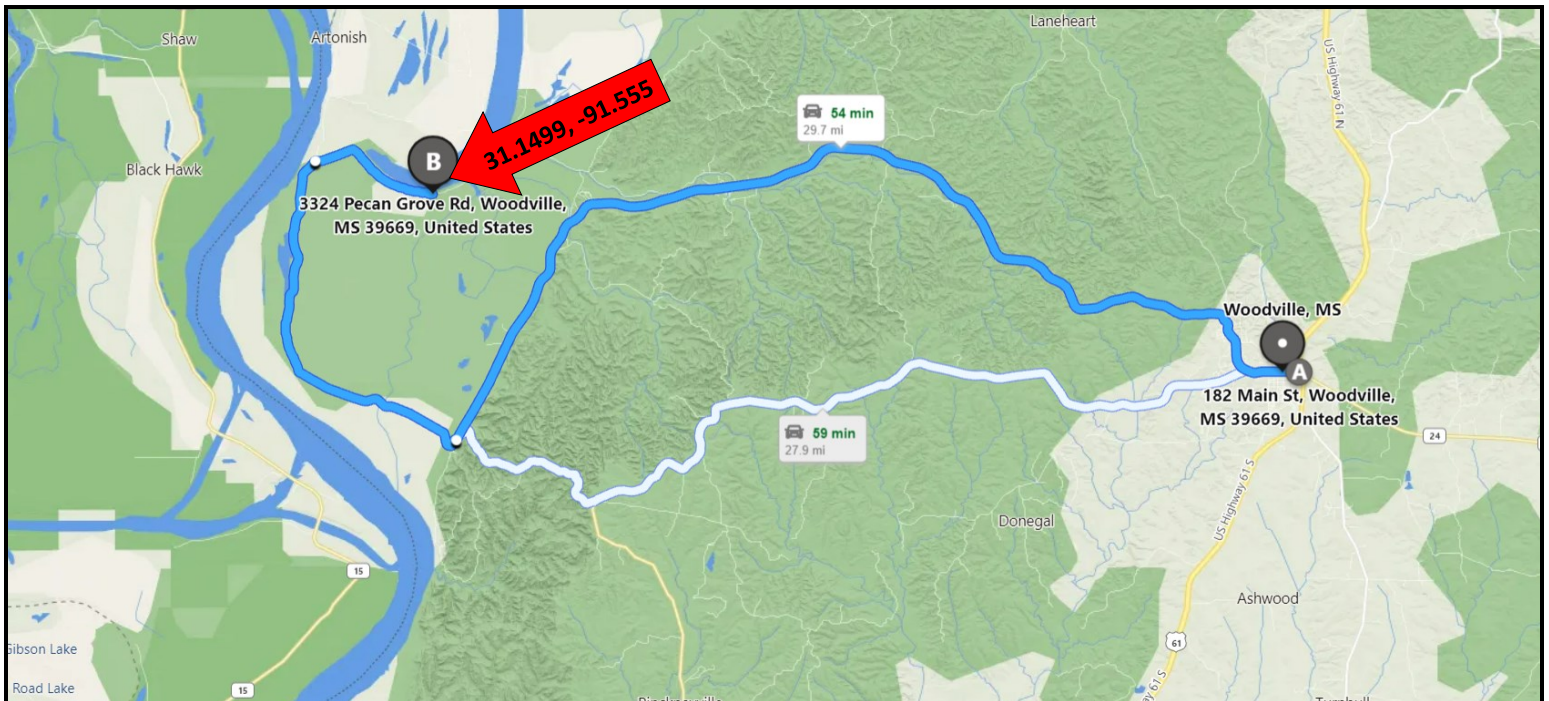 Laneheart
Shaw
Artonish
US Highway 61 N
31.1499, -91.555
54 min
29.7 mi
B
Black Hawk
3324 Pecan Grove Rd, Woodville,
MS 39669, United States
Woodville, MS
A
182 Main St, Woodville,
MS 39669, United States
59 min
27.9 mi
24
US Highway 61 S
Donegal
15
Ashwood
61
Gibson Lake
Road Lake
15
61 S